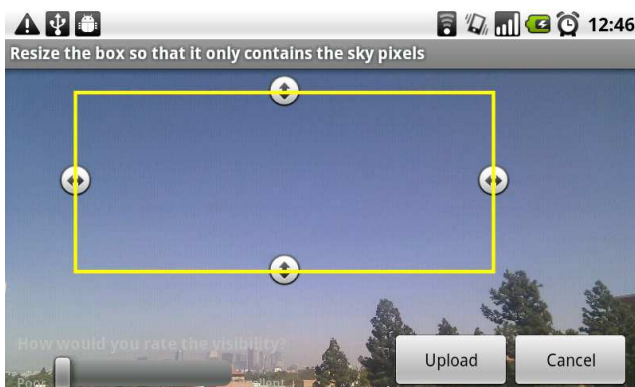 12:46
Resize the box so that it only contains the sky pixels
How would you rate the visibility?
Upload
Cancel
Poor